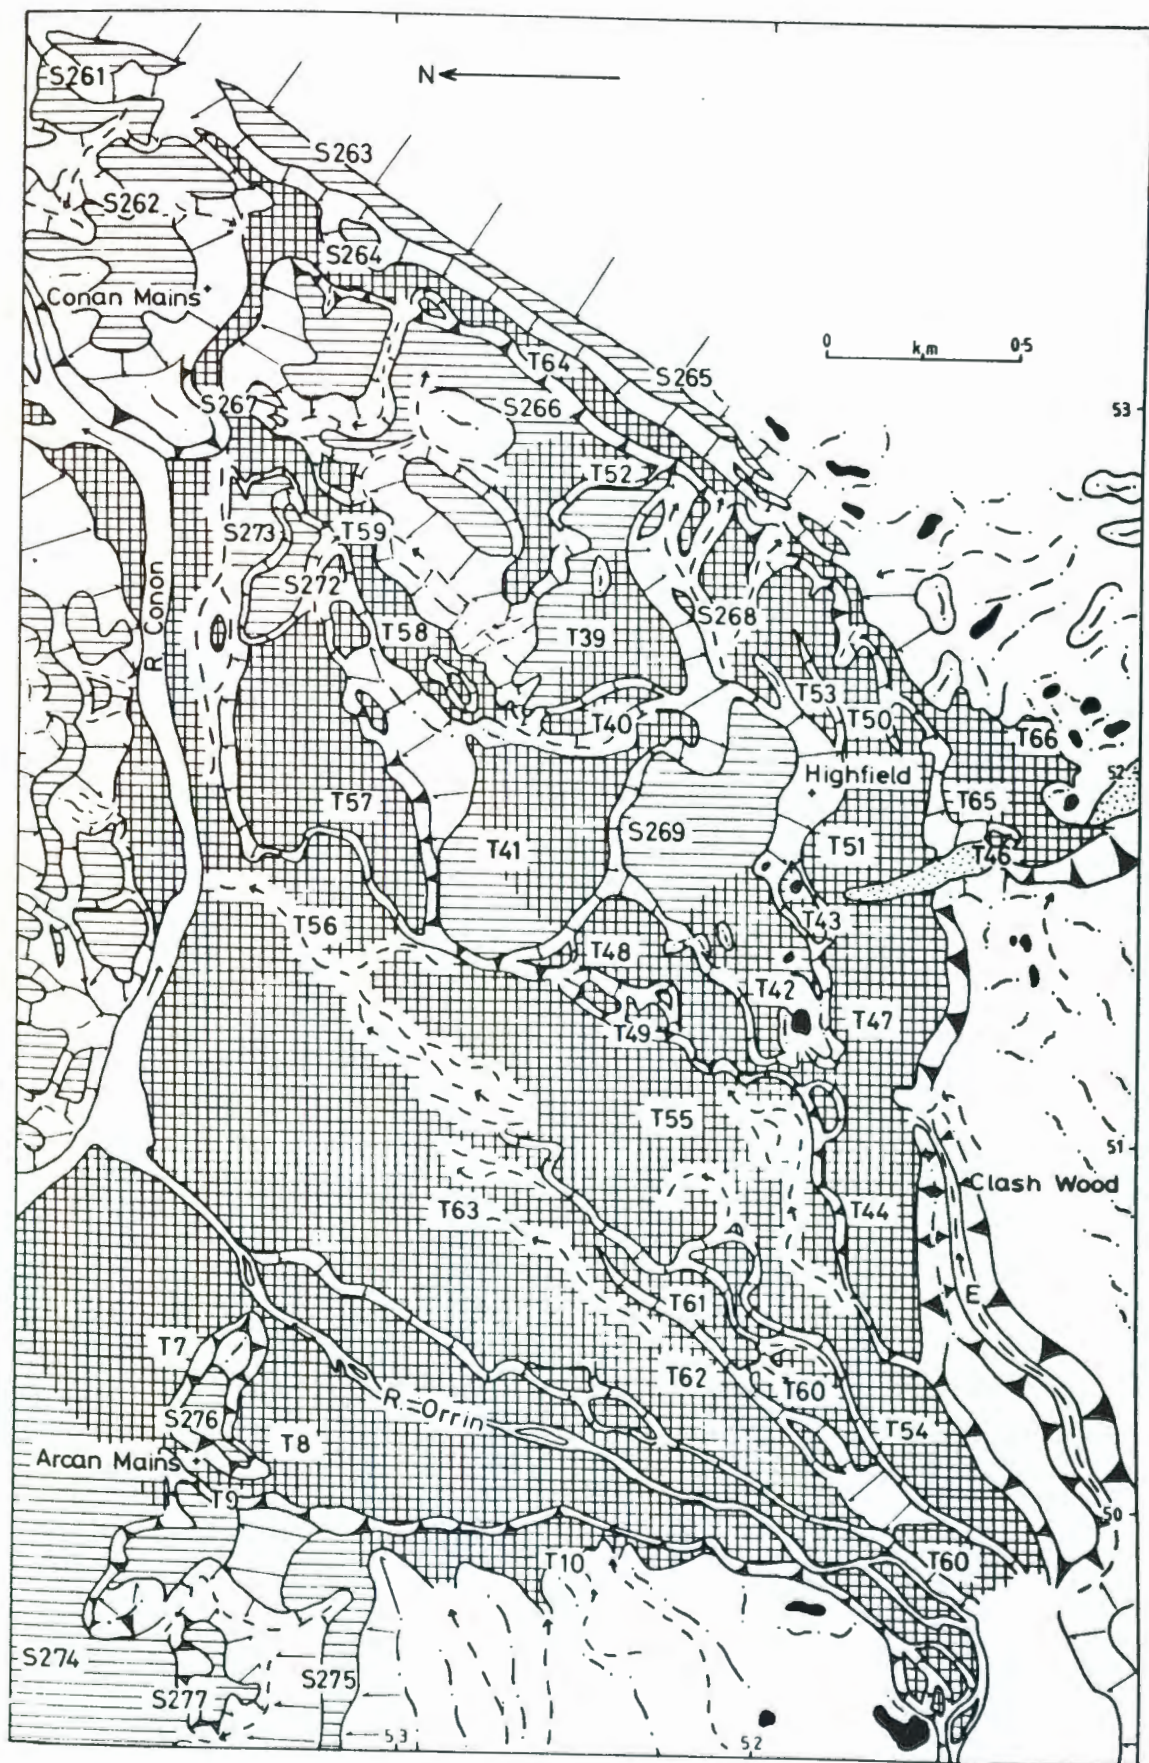 S261
N
S263
S262
S264
Conan Mains
0 k.m 0·5
T64
S265
S267
S266
53
T52
S273
T59
S272
R. Conon
T58
T39
S268
T53
T40
T50
T66
Highfield
52
T57
T65
S269
T41
T51
T46
T56
T43
T48
T42
T49
T47
T55
51
Clash Wood
T63
T44
E
T61
T7
T62
T60
S276
R. Orrin
T8
T54
Arcan Mains
T9
50
T10
T60
S274
S275
S277
53
52